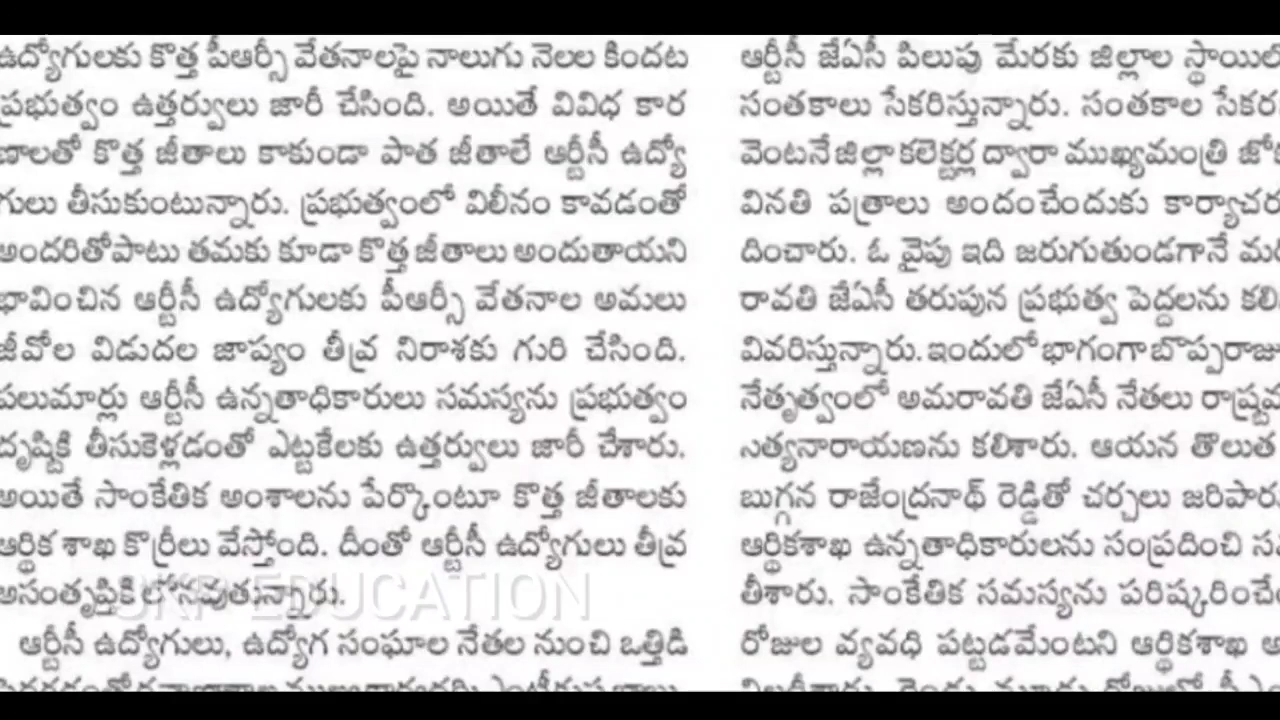 ఉద్యోగులకు కొత్త పీఆర్సీ వేతనాలపై నాలుగు నెలల కిందట
ప్రభుత్వం ఉత్తర్వులు జారీ చేసింది. అయితే వివిధ కార
ణాలతో కొత్త జీతాలు కాకుండా పాత జీతాలే ఆర్టీసీ ఉద్యో
గులు తీసుకుంటున్నారు. ప్రభుత్వంలో విలీనం కావడంతో
అందరితోపాటు తమకు కూడా కొత్త జీతాలు అందుతాయని
భావించిన ఆర్టీసీ ఉద్యోగులకు పీఆర్సీ వేతనాల అమలు
జీవోల విడుదల జాప్యం తీవ్ర నిరాశకు గురి చేసింది.
పలుమార్లు ఆర్టీసీ ఉన్నతాధికారులు సమస్యను ప్రభుత్వం
దృష్టికి తీసుకెళ్లడంతో ఎట్టకేలకు ఉత్తర్వులు జారీ చేశారు.
అయితే సాంకేతిక అంశాలను పేర్కొంటూ కొత్త జీతాలకు
ఆర్థిక శాఖ కొర్రీలు వేస్తోంది. దీంతో ఆర్టీసీ ఉద్యోగులు తీవ్ర
అసంతృప్తికి లోనవుతున్నారు.
EDUCATION
ఆర్టీసీ ఉద్యోగులు, ఉద్యోగ సంఘాల నేతల నుంచి ఒత్తిడి
ఆర్టీసీ జేఏసీ పిలుపు మేరకు జిల్లాల
సంతకాలు సేకరిస్తున్నారు. సంతకాల
వెంటనే జిల్లా కలెక్టర్ల ద్వారా ముఖ్యమంత్రి
వినతి పత్రాలు అందంచేందుకు
దించారు. ఓ వైపు ఇది జరుగుతుండగానే
రావతి జేఏసీ తరుపున ప్రభుత్వ పెద్దలను
వివరిస్తున్నారు. ఇందులో భాగంగా బొప్పరాజు
నేతృత్వంలో అమరావతి జేఏసీ నేతలు
సత్యనారాయణను కలిశారు. ఆయన తొలుత
బుగ్గన రాజేంద్రనాథ్ రెడ్డితో చర్చలు
ఆర్థికశాఖ ఉన్నతాధికారులను సంప్రదించి
తీశారు. సాంకేతిక సమస్యను
రోజుల వ్యవధి పట్టడమేంటని ఆర్థికశాఖ